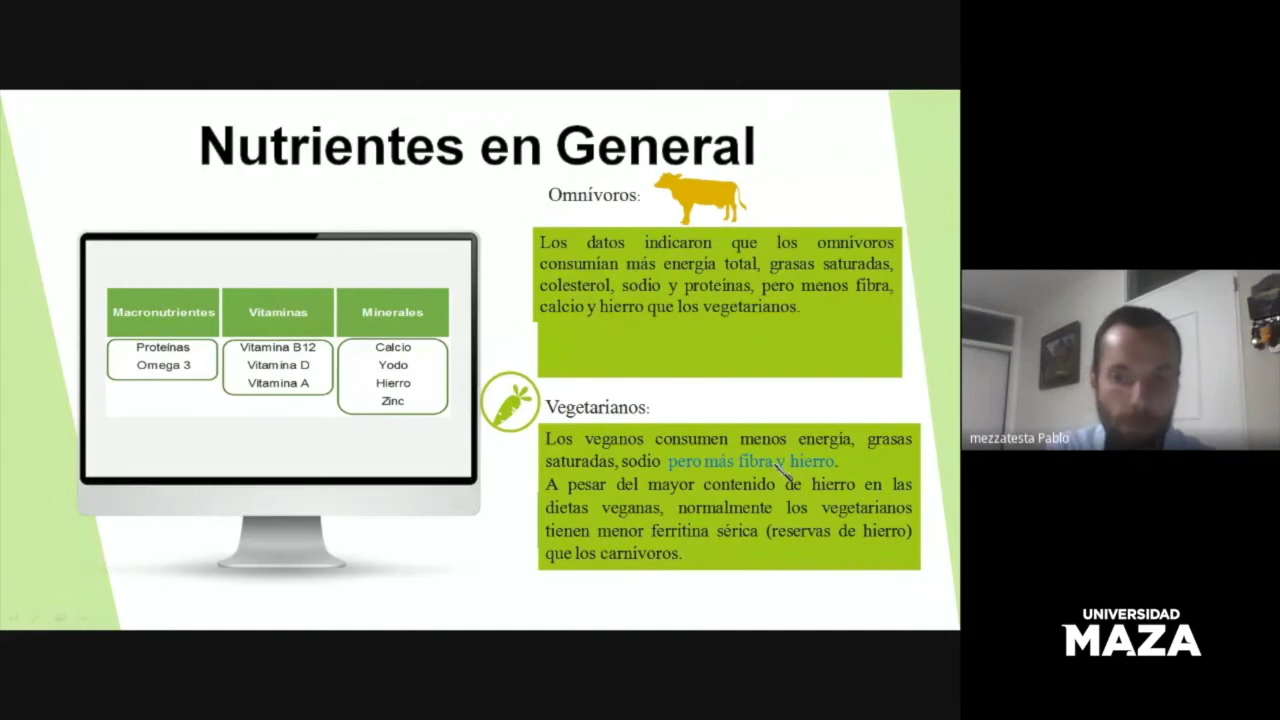 Nutrientes en General
Omnívoros:
Los datos indicaron que los omnívoros
consumían más energía total, grasas saturadas,
colesterol, sodio y proteínas, pero menos fibra,
calcio y hierro que los vegetarianos.
Macronutrientes Vitaminas Minerales
Proteínas Vitamina B12 Calcio
Omega 3 Vitamina D Yodo
Vitamina A Hierro
Zinc
Vegetarianos:
Los veganos consumen menos energía, grasas
saturadas, sodio pero más fibra y hierro.
A pesar del mayor contenido de hierro en las
dietas veganas, normalmente los vegetarianos
tienen menor ferritina sérica (reservas de hierro)
que los carnívoros.
mezzatesta Pablo
UNIVERSIDAD
MAZA